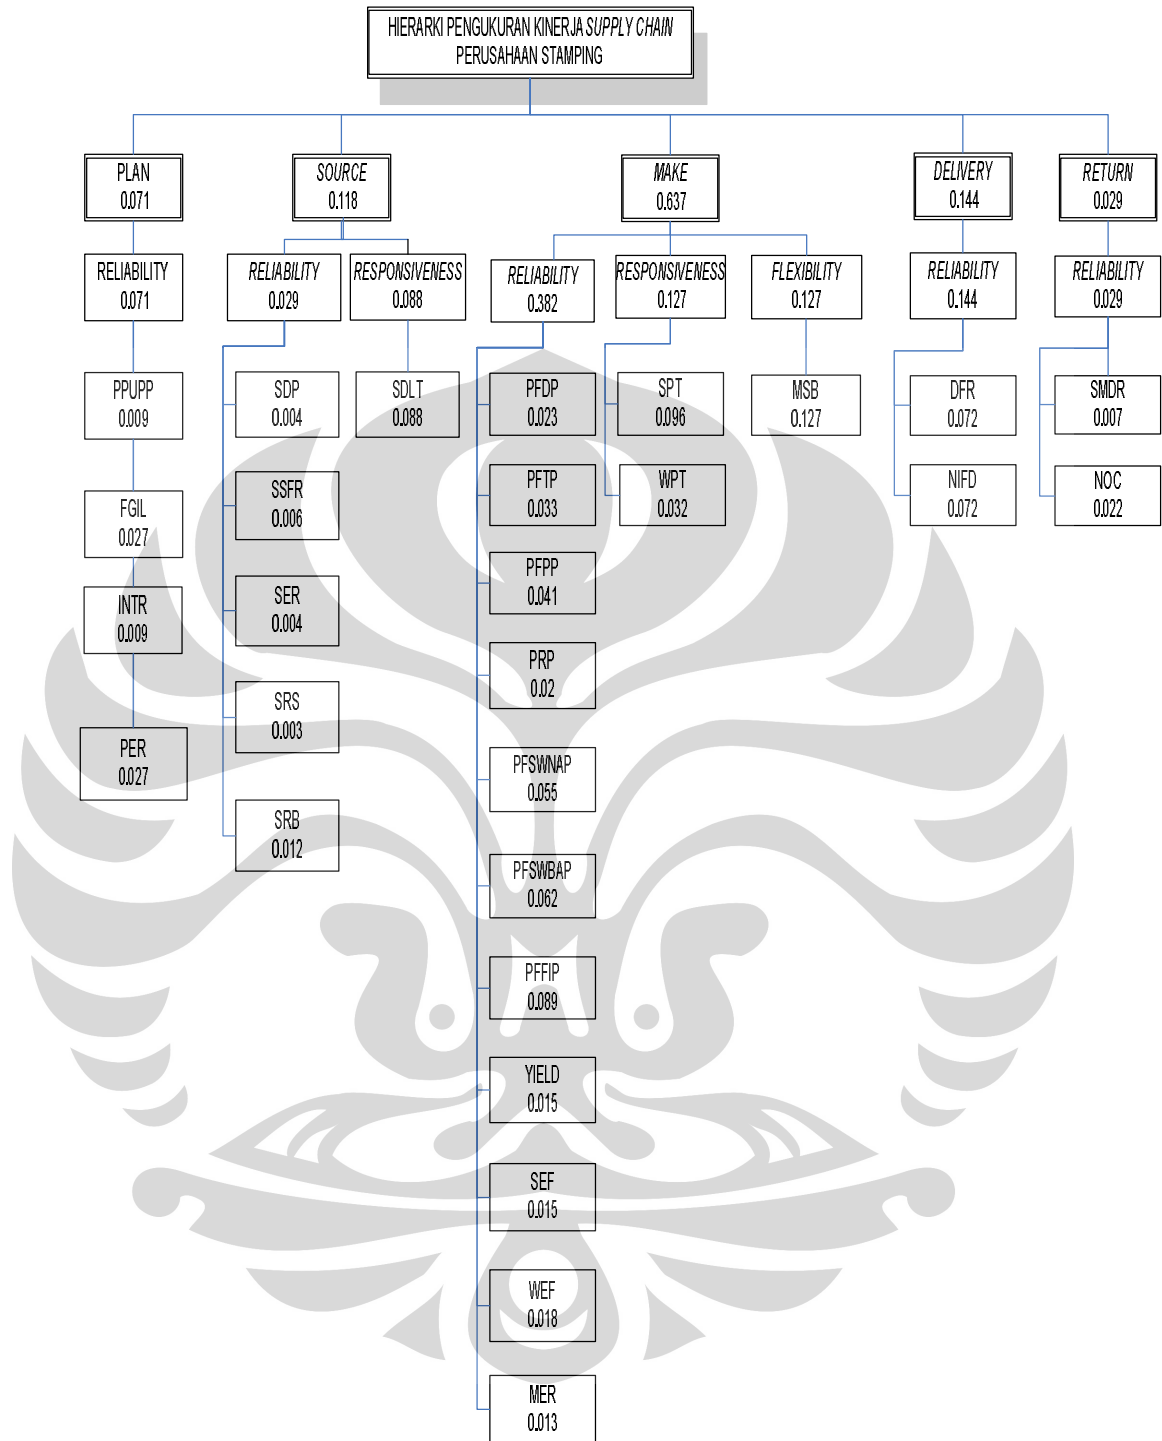 HIERARKI PENGUKURAN KINERJA SUPPLY CHAIN
PERUSAHAAN STAMPING
PLAN
0.071
SOURCE
0.118
MAKE
0.637
DELIVERY
0.144
RETURN
0.029
RELIABILITY
0.071
RELIABILITY
0.029
RESPONSIVENESS
0.088
RELIABILITY
0.382
RESPONSIVENESS
0.127
FLEXIBILITY
0.127
RELIABILITY
0.144
RELIABILITY
0.029
PPUPP
0.009
FGIL
0.027
INTR
0.009
PER
0.027
SDP
0.004
SSFR
0.006
SER
0.004
SRS
0.003
SRB
0.012
SDLT
0.088
PFDP
0.023
PFTP
0.033
PFPP
0.041
PRP
0.02
PFSWNAP
0.055
PFSWBAP
0.062
PFFIP
0.089
YIELD
0.015
SEF
0.015
WEF
0.018
MER
0.013
SPT
0.096
WPT
0.032
MSB
0.127
DFR
0.072
NIFD
0.072
SMDR
0.007
NOC
0.022